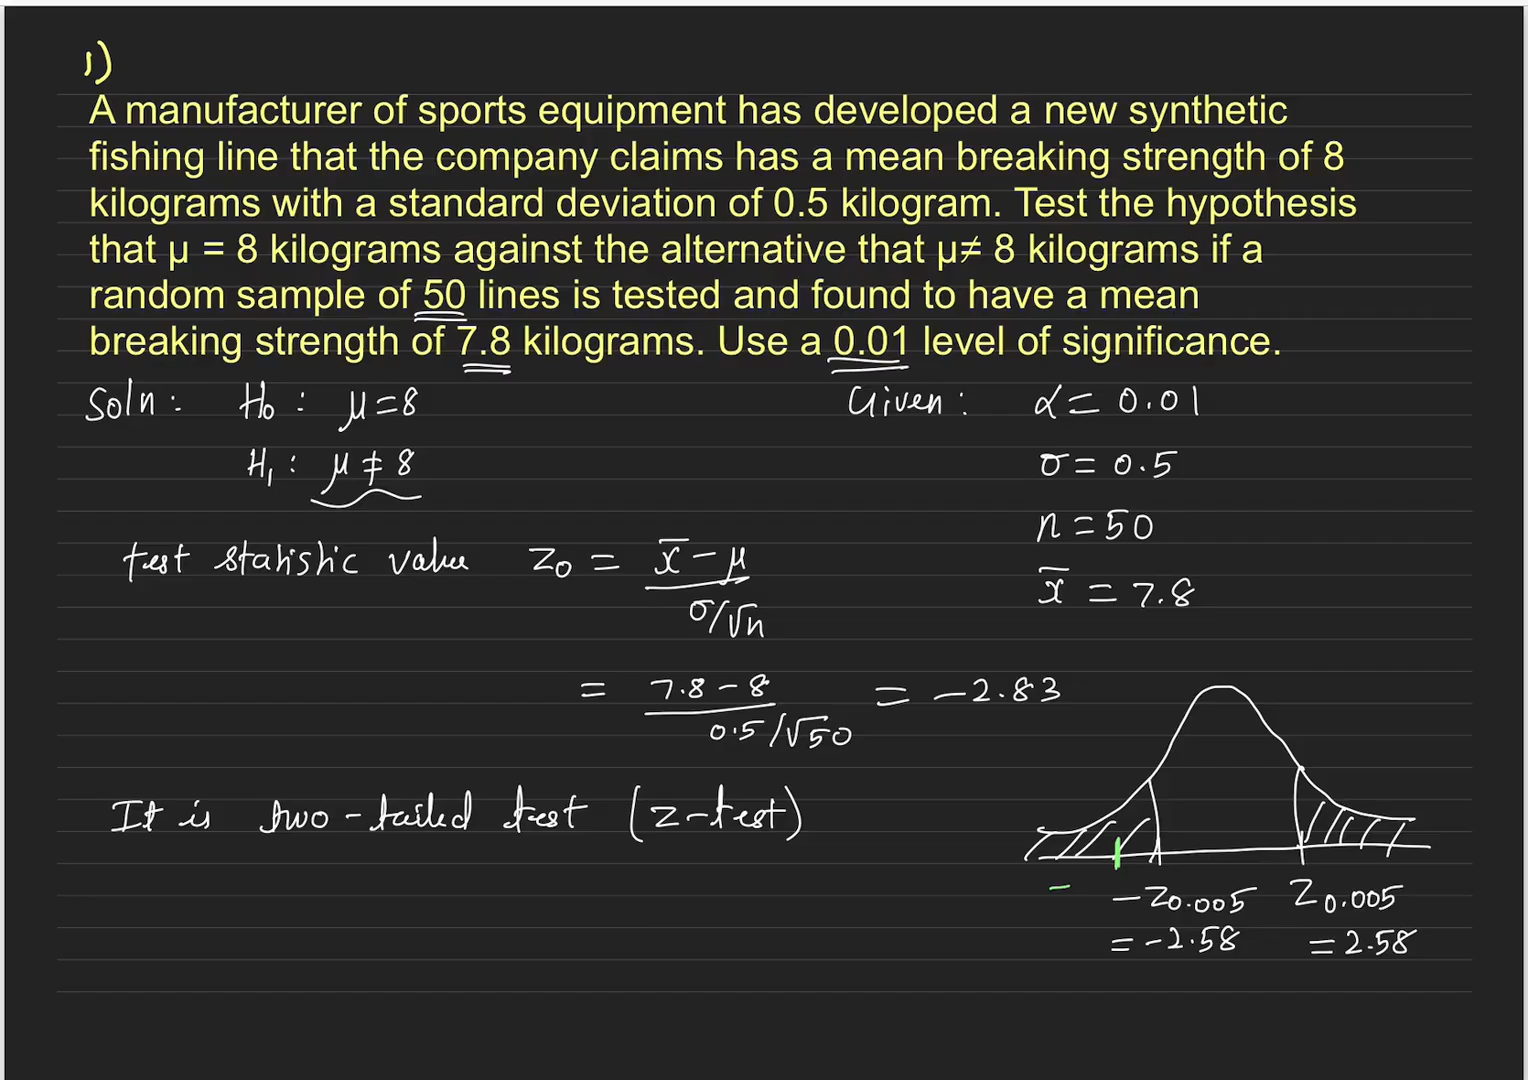 1)
A manufacturer of sports equipment has developed a new synthetic
fishing line that the company claims has a mean breaking strength of 8
kilograms with a standard deviation of 0.5 kilogram. Test the hypothesis
that μ = 8 kilograms against the alternative that μ≠ 8 kilograms if a
random sample of 50 lines is tested and found to have a mean
breaking strength of 7.8 kilograms. Use a 0.01 level of significance.
Soln: H₀ : μ=8
H₁ : μ ≠ 8
Given: α = 0.01
σ = 0.5
n = 50
x̄ = 7.8
test statistic value z₀ = x̄ - μ
σ/√n
= 7.8 - 8 = -2.83
0.5/√50
It is two-tailed test (z-test)
- -Z0.005 Z0.005
= -2.58 = 2.58